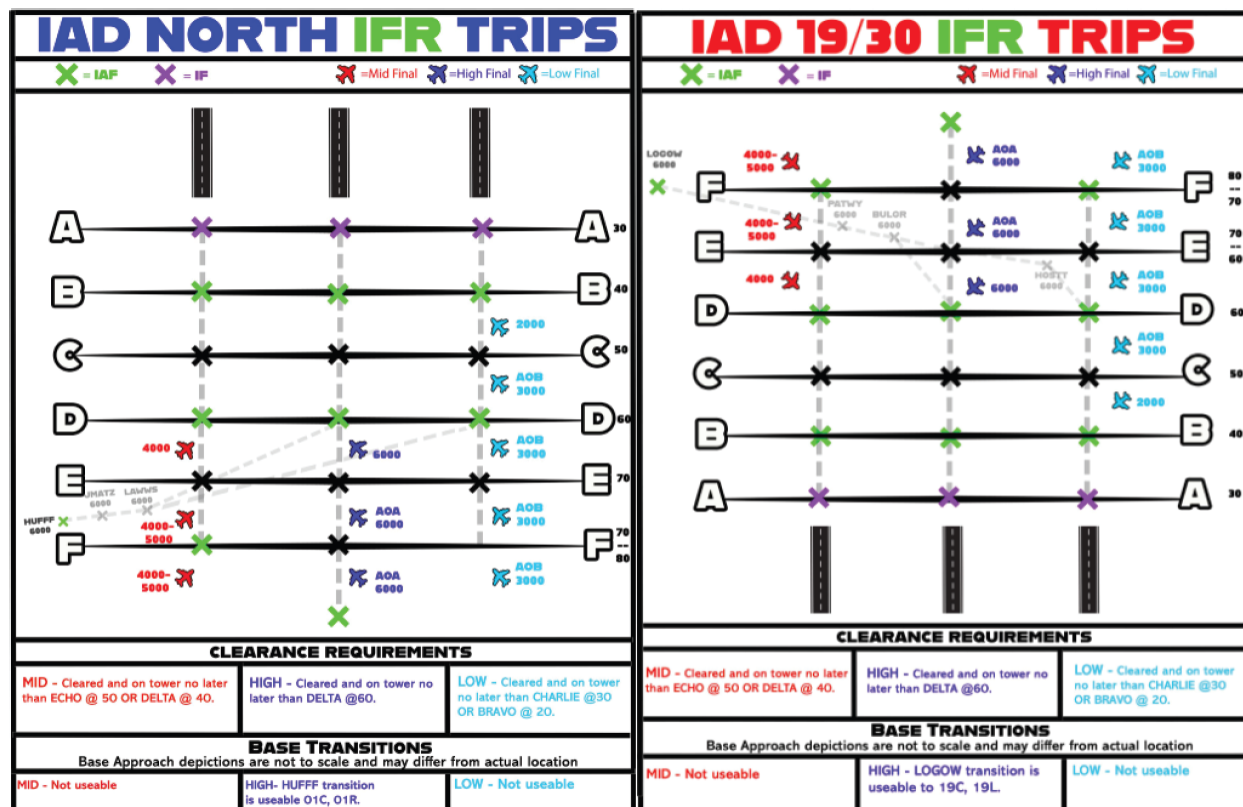 IAD NORTH IFR TRIPS
= IAF = IF =Mid Final =High Final =Low Final
A A 30
B B 40
2000
C C 50
AOB
3000
D D 60
4000 6000 AOB
3000
E E 70
JMATZ
6000
LAWWS
6000
HUFFF
6000
4000-
5000
AOA
6000
AOB
3000
F F 70
--
80
4000-
5000
AOA
6000
AOB
3000
CLEARANCE REQUIREMENTS
MID - Cleared and on tower no later
than ECHO @ 50 OR DELTA @ 40.
HIGH - Cleared and on tower no
later than DELTA @60.
LOW - Cleared and on tower
no later than CHARLIE @30
OR BRAVO @ 20.
BASE TRANSITIONS
Base Approach depictions are not to scale and may differ from actual location
MID - Not useable
HIGH- HUFFF transition
is useable 01C, 01R.
LOW - Not useable
IAD 19/30 IFR TRIPS
= IAF = IF =Mid Final =High Final =Low Final
LOGOW
6000
4000-
5000
AOA
6000
AOB
3000
F F 80
--
70
PATWY
6000
BULGR
6000
4000-
5000
AOA
6000
AOB
3000
E E 70
--
60
HOSTT
6000
4000 6000 AOB
3000
D D 60
AOB
3000
C C 50
2000
B B 40
A A 30
CLEARANCE REQUIREMENTS
MID - Cleared and on tower no later
than ECHO @ 50 OR DELTA @ 40.
HIGH - Cleared and on tower no
later than DELTA @60.
LOW - Cleared and on tower
no later than CHARLIE @30
OR BRAVO @ 20.
BASE TRANSITIONS
Base Approach depictions are not to scale and may differ from actual location
MID - Not useable
HIGH - LOGOW transition is
useable to 19C, 19L.
LOW - Not useable